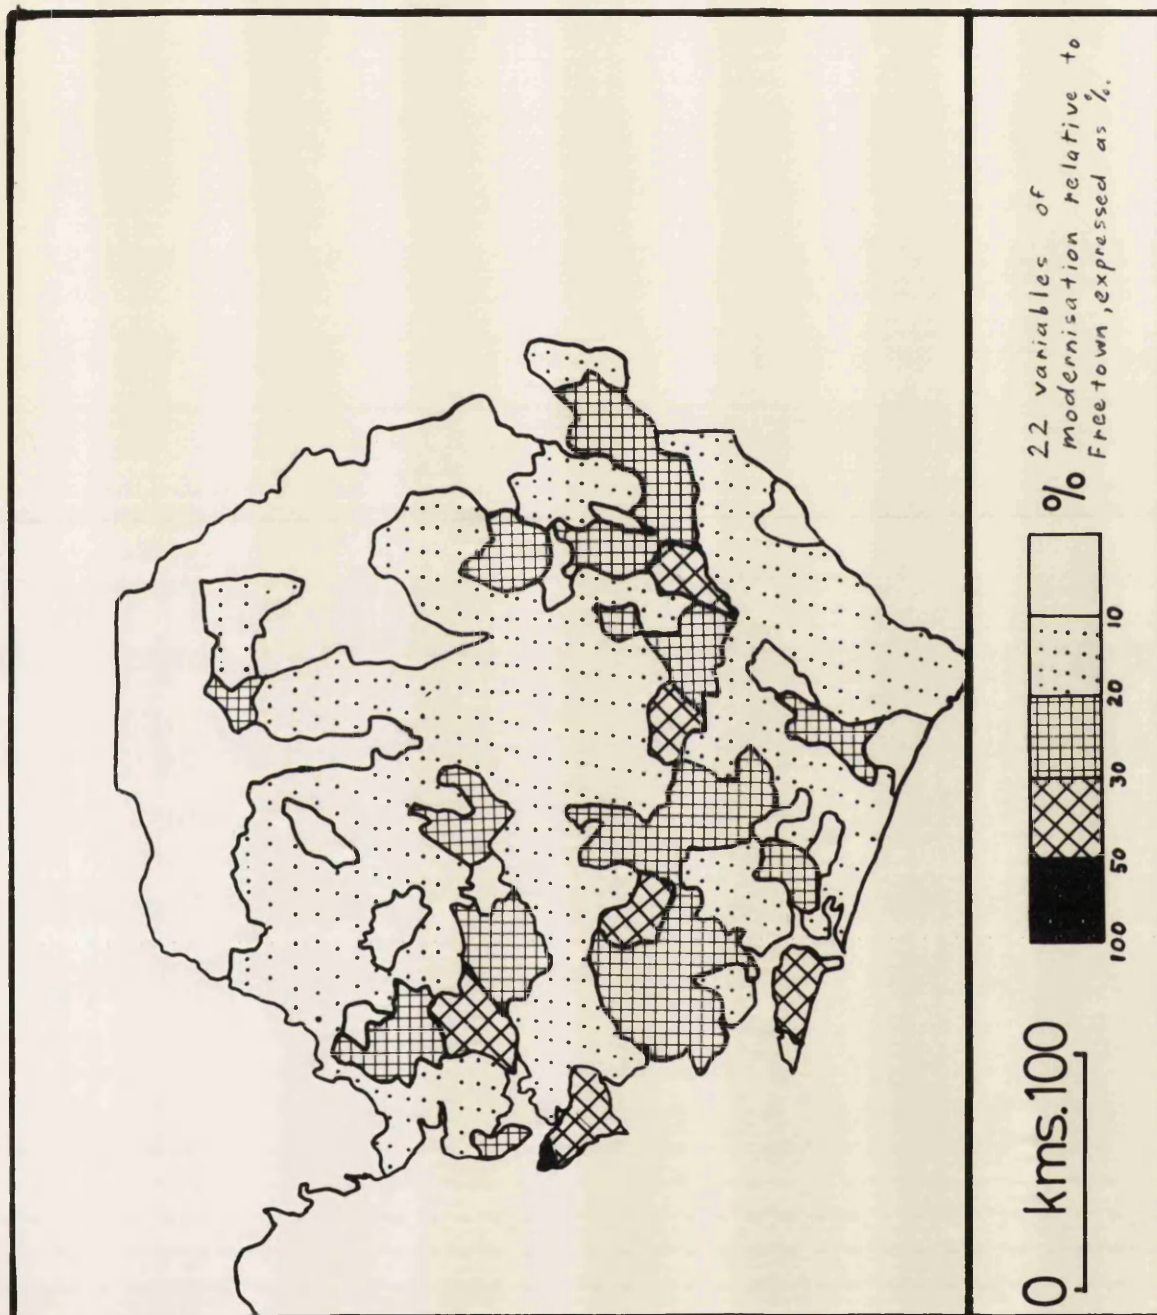 22 variables of
modernisation relative to
Freetown, expressed as %.
%
10
20
30
50
100
0 kms. 100